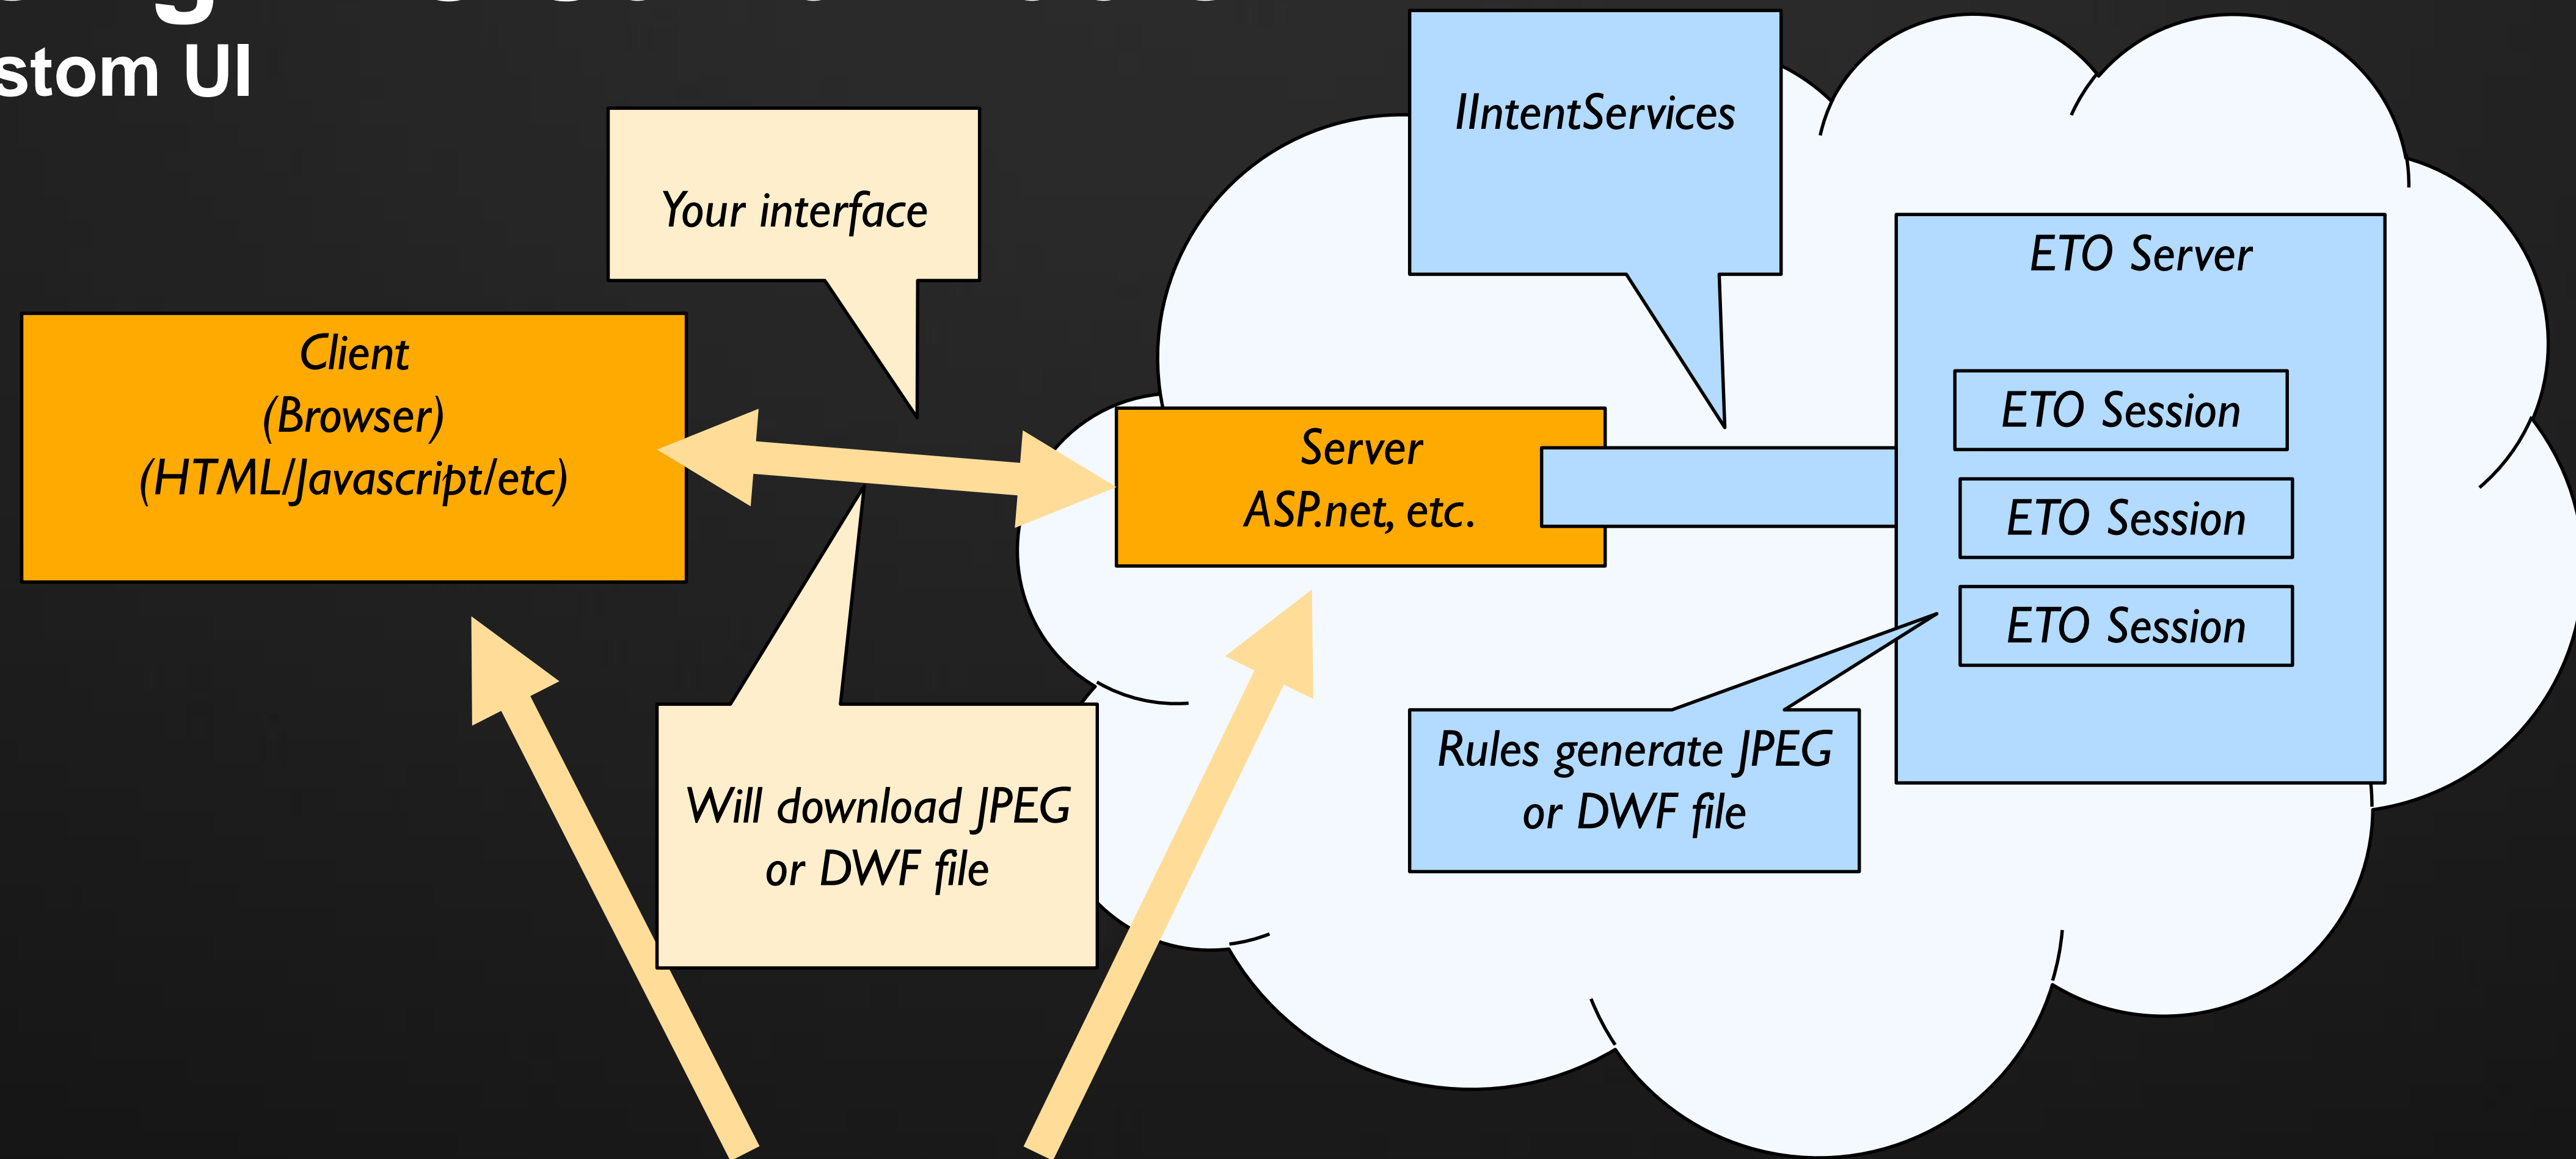 stom UI
IIntentServices
Your interface
ETO Server
Client
(Browser)
(HTML/Javascript/etc)
ETO Session
Server
ASP.net, etc.
ETO Session
ETO Session
Rules generate JPEG
or DWF file
Will download JPEG
or DWF file